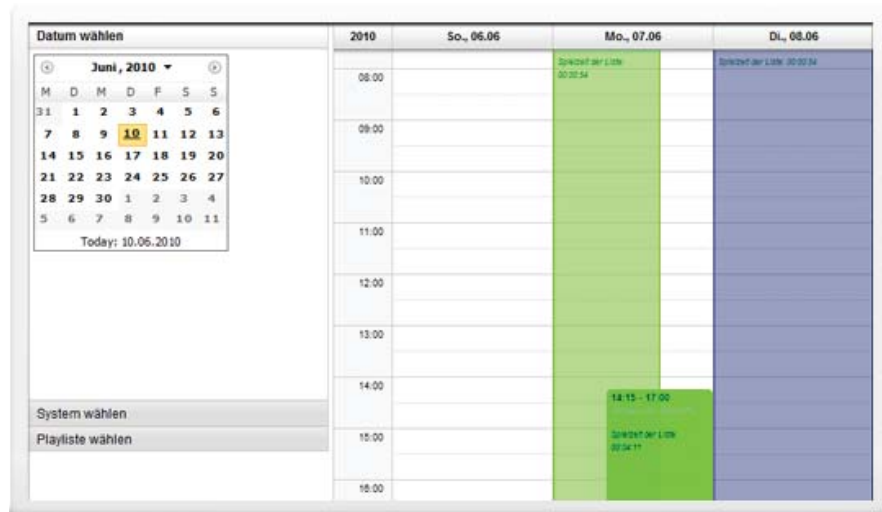 Datum wählen
Juni, 2010
M D M D F S S
31 1 2 3 4 5 6
7 8 9 10 11 12 13
14 15 16 17 18 19 20
21 22 23 24 25 26 27
28 29 30 1 2 3 4
5 6 7 8 9 10 11
Today: 10.06.2010
System wählen
Playliste wählen
2010 So., 06.06 Mo., 07.06 Di., 08.06
Spielzeit der Liste
Spielzeit der Liste
08:00
09:00
10:00
11:00
12:00
13:00
14:00
14:15 - 17:00
15:00
Spielzeit der Liste
16:00